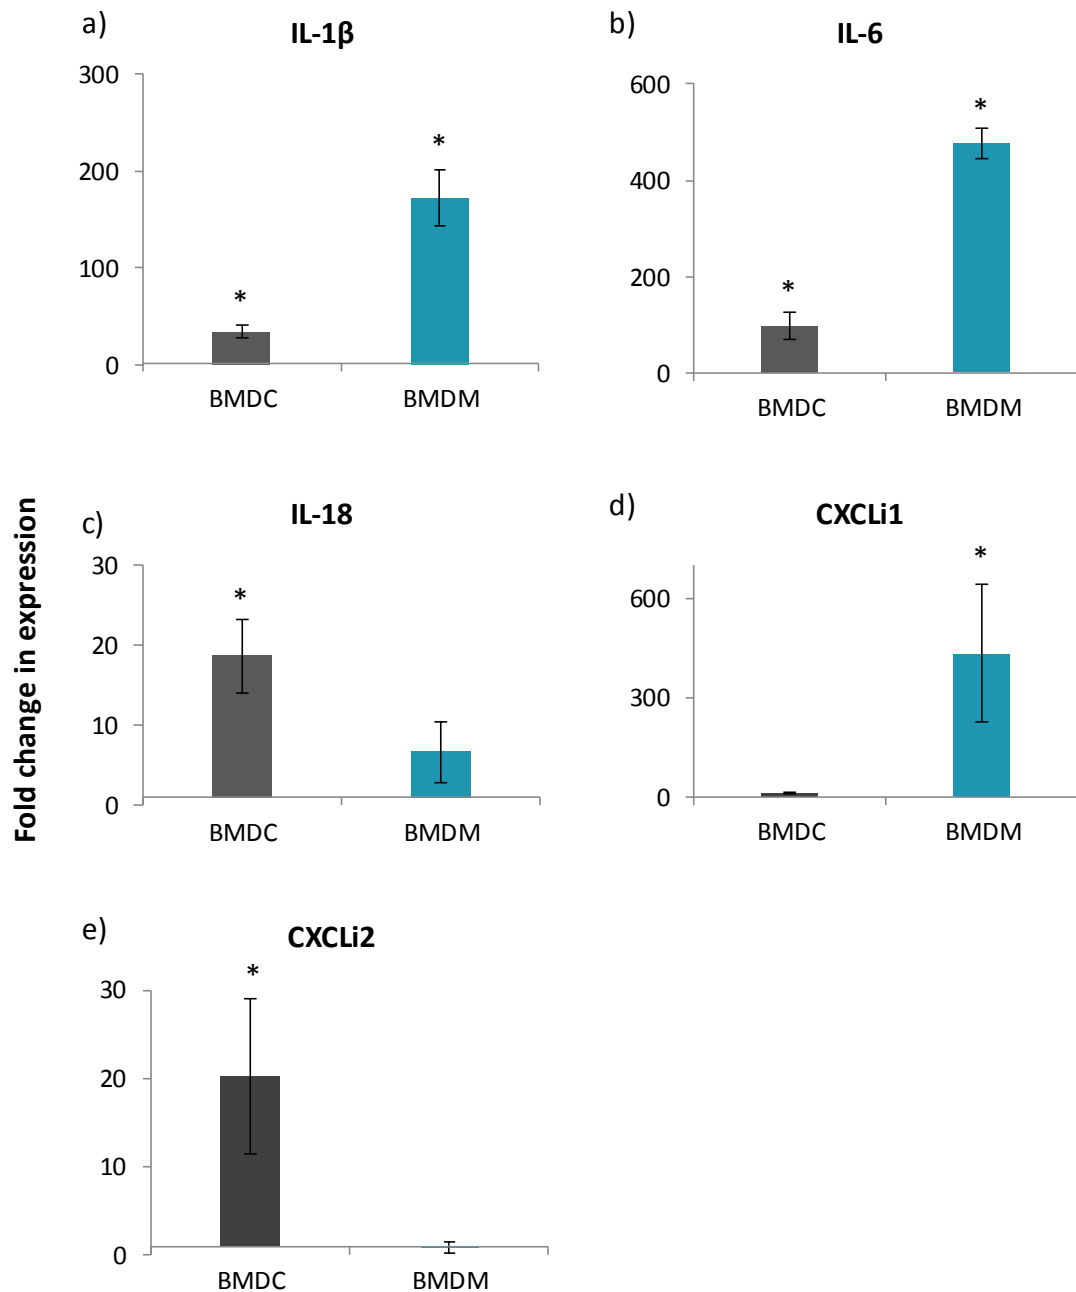 a)
IL-1β
300
200
100
0
*
*
BMDC
BMDM
b)
IL-6
600
400
200
0
*
*
BMDC
BMDM
Fold change in expression
c)
IL-18
30
20
10
0
*
BMDC
BMDM
d)
CXCLi1
600
300
0
*
BMDC
BMDM
e)
CXCLi2
30
20
10
0
*
BMDC
BMDM